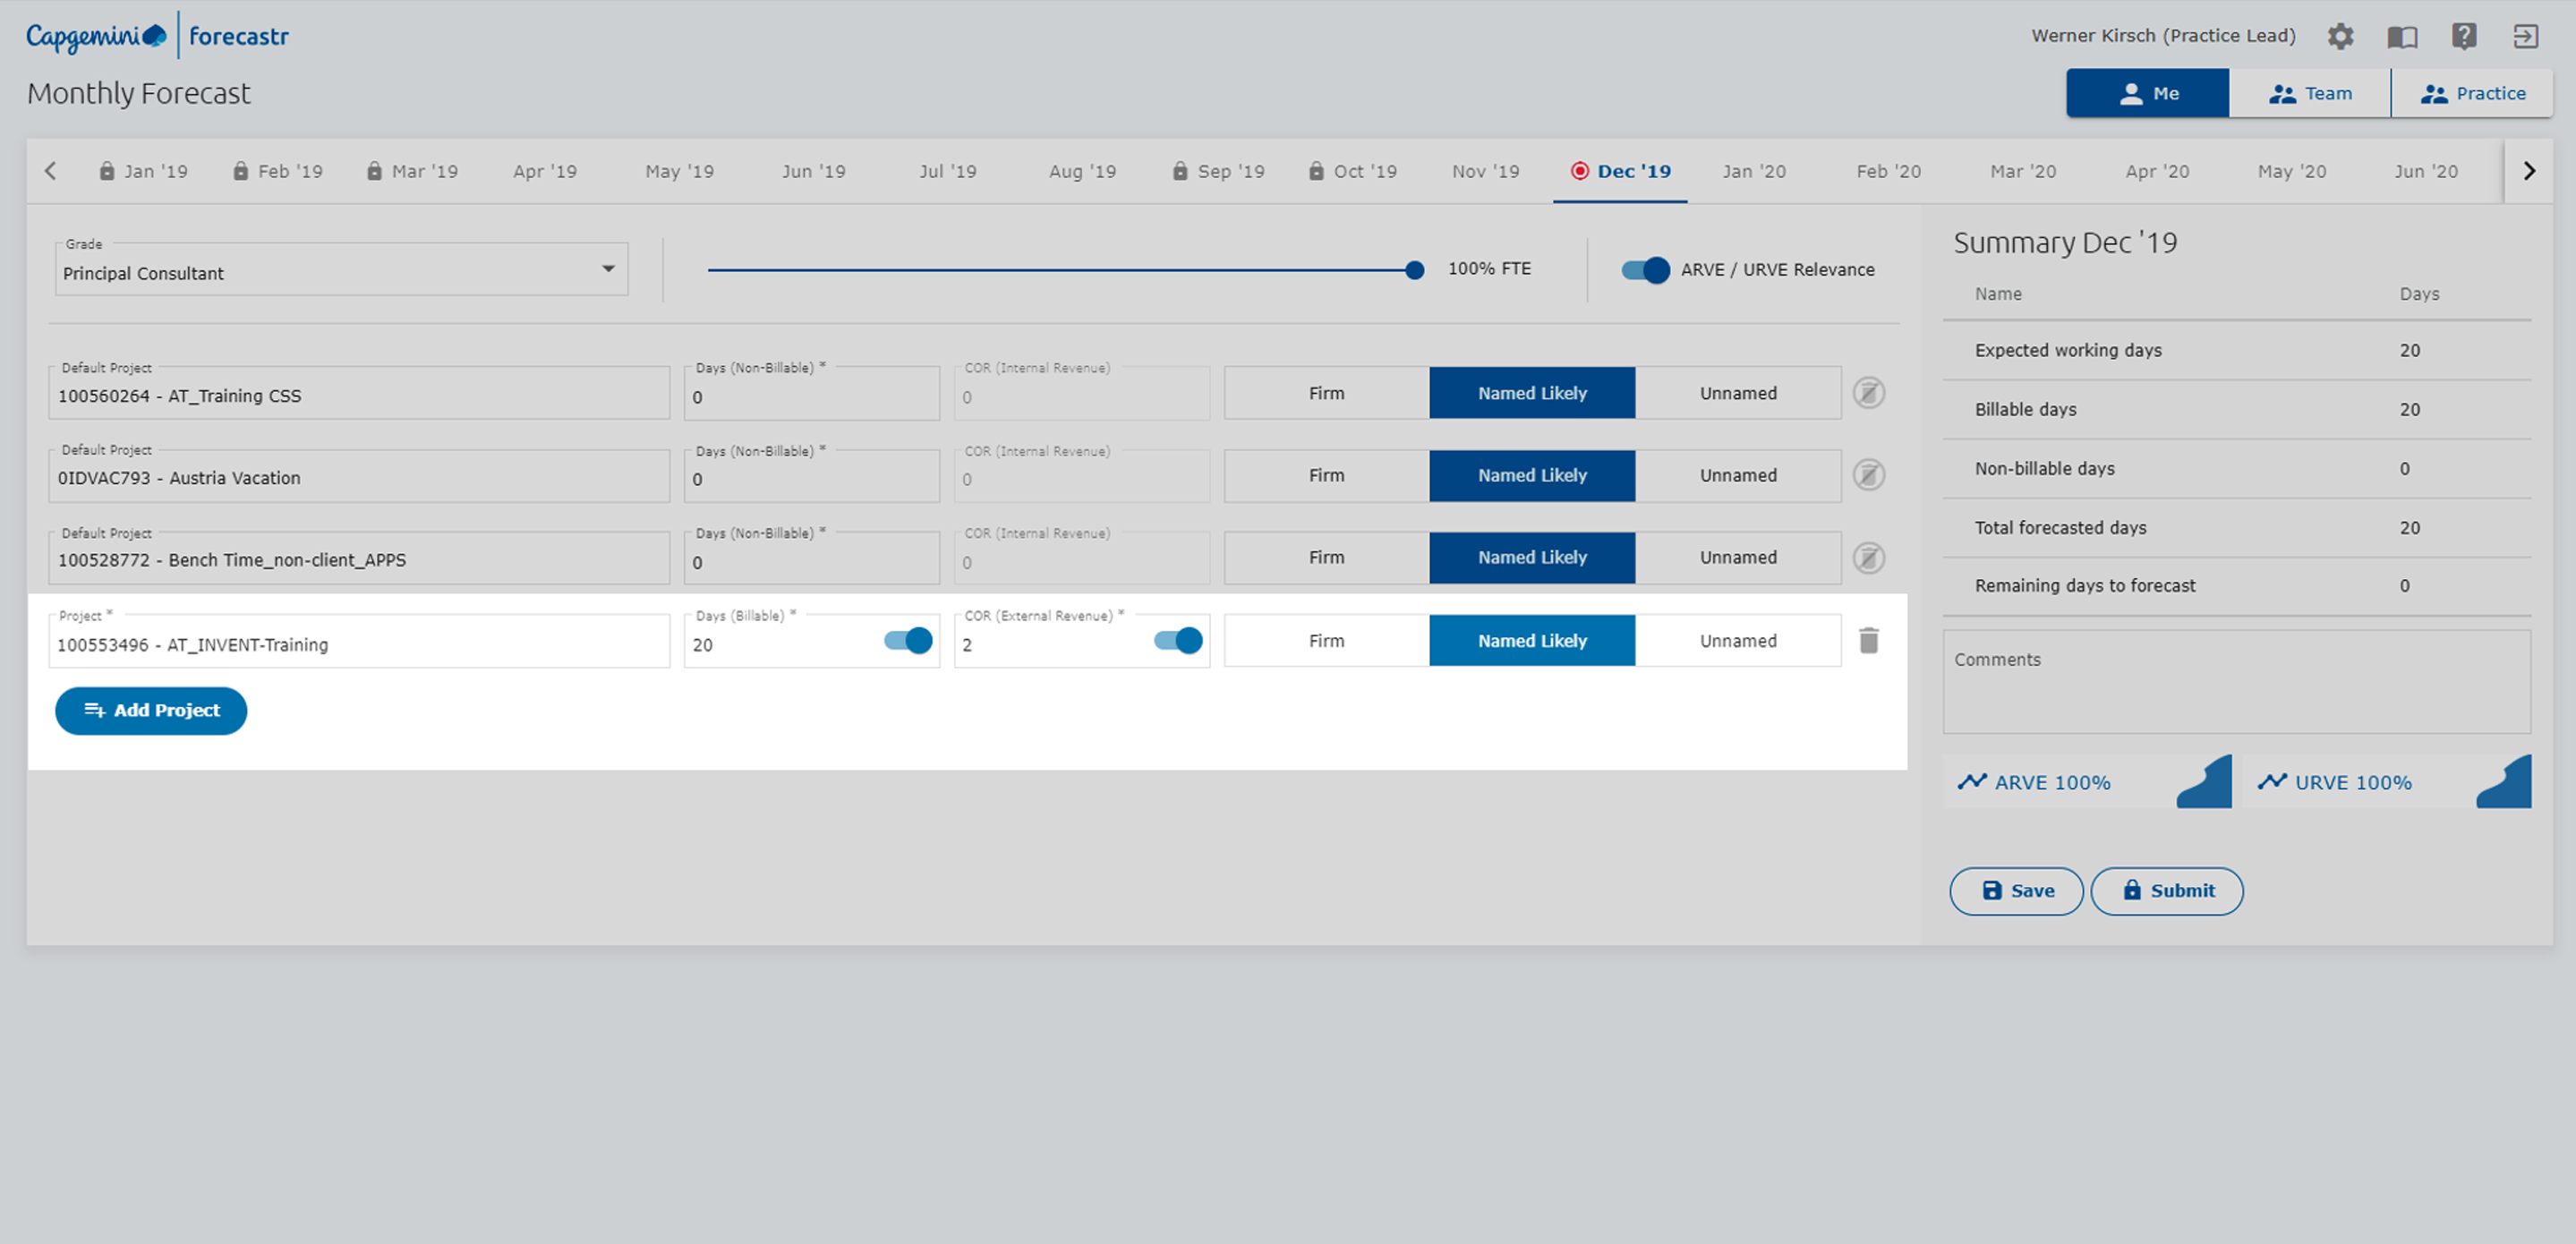 Capgemini forecastr
Werner Kirsch (Practice Lead)
Monthly Forecast
Me Team Practice
Jan '19 Feb '19 Mar '19 Apr '19 May '19 Jun '19 Jul '19 Aug '19 Sep '19 Oct '19 Nov '19 Dec '19 Jan '20 Feb '20 Mar '20 Apr '20 May '20 Jun '20
Grade
Principal Consultant
100% FTE
ARVE / URVE Relevance
Default Project Days (Non-Billable) * COR (Internal Revenue)
100560264 - AT_Training CSS 0 0 Firm Named Likely Unnamed
Default Project Days (Non-Billable) * COR (Internal Revenue)
0IDVAC793 - Austria Vacation 0 0 Firm Named Likely Unnamed
Default Project Days (Non-Billable) * COR (Internal Revenue)
100528772 - Bench Time_non-client_APPS 0 0 Firm Named Likely Unnamed
Project * Days (Billable) * COR (External Revenue) *
100553496 - AT_INVENT-Training 20 2 Firm Named Likely Unnamed
Add Project
Summary Dec '19
Name Days
Expected working days 20
Billable days 20
Non-billable days 0
Total forecasted days 20
Remaining days to forecast 0
Comments
ARVE 100% URVE 100%
Save Submit